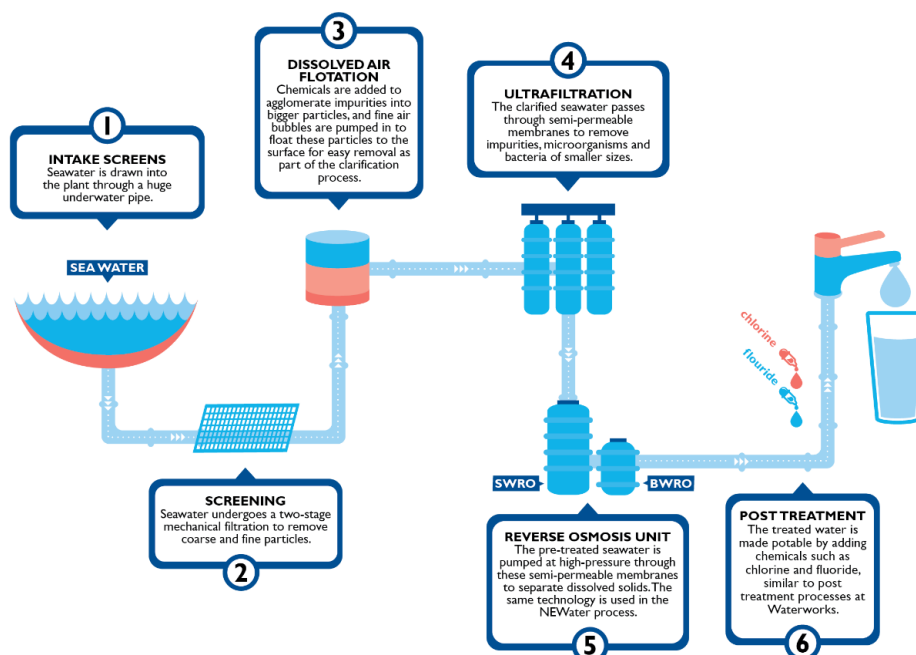 1
INTAKE SCREENS
Seawater is drawn into
the plant through a huge
underwater pipe.
SEA WATER
SCREENING
Seawater undergoes a two-stage
mechanical filtration to remove
coarse and fine particles.
2
3
DISSOLVED AIR
FLOTATION
Chemicals are added to
agglomerate impurities into
bigger particles, and fine air
bubbles are pumped in to
float these particles to the
surface for easy removal as
part of the clarification
process.
4
ULTRAFILTRATION
The clarified seawater passes
through semi-permeable
membranes to remove
impurities, microorganisms and
bacteria of smaller sizes.
SWRO
BWRO
REVERSE OSMOSIS UNIT
The pre-treated seawater is
pumped at high-pressure through
these semi-permeable membranes
to separate dissolved solids. The
same technology is used in the
NEWater process.
5
chlorine
flouride
POST TREATMENT
The treated water is
made potable by adding
chemicals such as
chlorine and fluoride,
similar to post
treatment processes at
Waterworks.
6